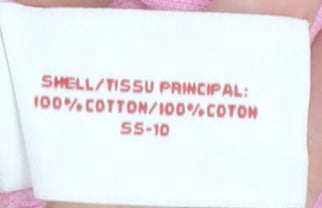 SHELL/TISSU PRINCIPAL:
100% COTTON/100% COTON
SS-10